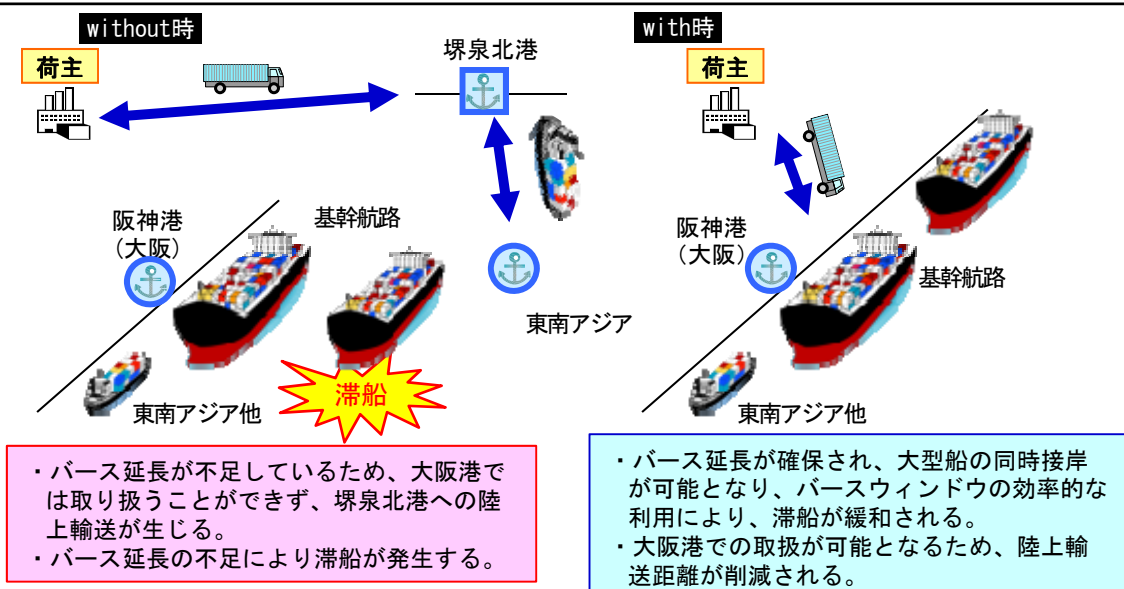 without時
荷主
堺泉北港
阪神港
（大阪）
基幹航路
東南アジア
滞船
東南アジア他
・バース延長が不足しているため、大阪港で
は取り扱うことができず、堺泉北港への陸
上輸送が生じる。
・バース延長の不足により滞船が発生する。
with時
荷主
阪神港
（大阪）
基幹航路
東南アジア他
・バース延長が確保され、大型船の同時接岸
が可能となり、バースウィンドウの効率的な
利用により、滞船が緩和される。
・大阪港での取扱が可能となるため、陸上輸
送距離が削減される。